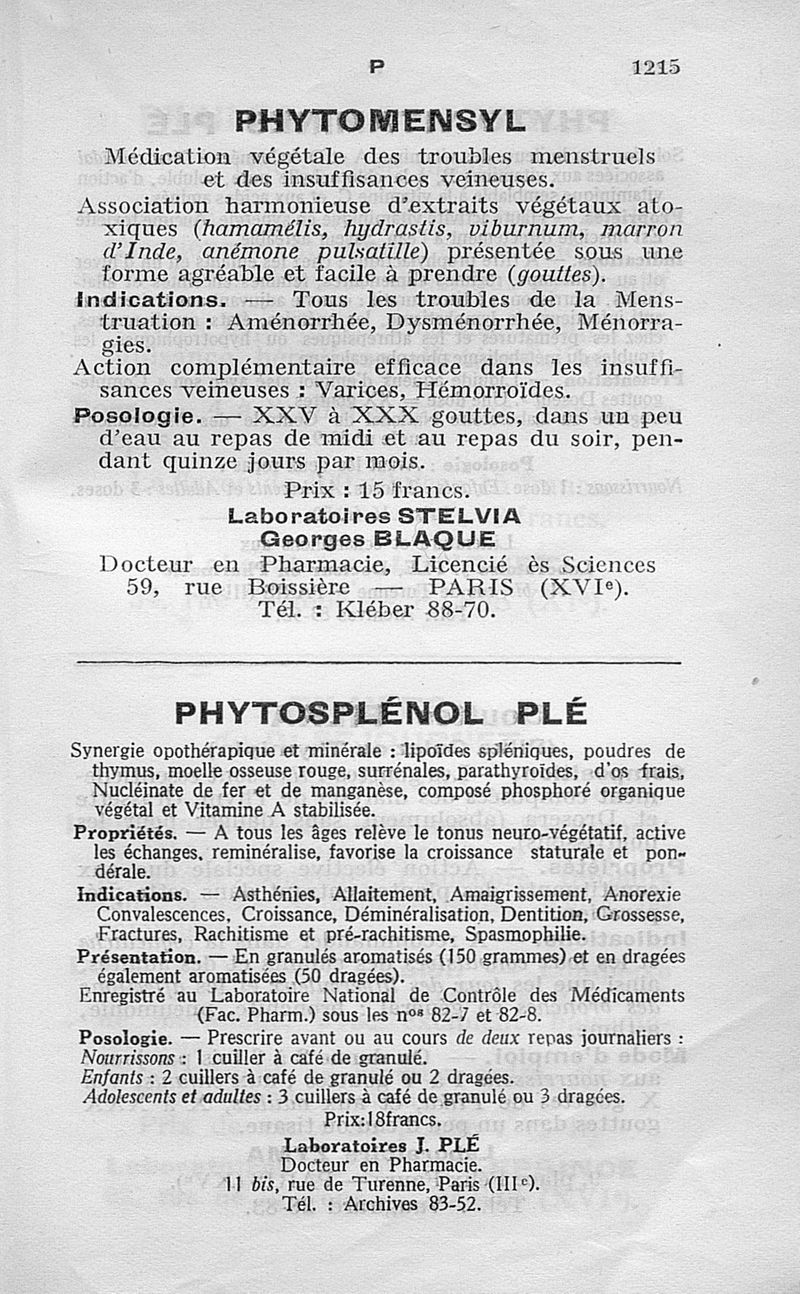 P 1215
PHYTOMENSYL
Médication végétale des troubles menstruels
et des insuffisances veineuses.
Association harmonieuse d'extraits végétaux ato-
xiques (hamamélis, hydrastis, viburnum, marron
d'Inde, anémone pulsatille) présentée sous une
forme agréable et facile à prendre (gouttes).
Indications. — Tous les troubles de la Mens-
truation : Aménorrhée, Dysménorrhée, Ménorra-
gies.
Action complémentaire efficace dans les insuffi-
sances veineuses : Varices, Hémorroïdes.
Posologie. — XXV à XXX gouttes, dans un peu
d'eau au repas de midi et au repas du soir, pen-
dant quinze jours par mois.
Prix : 15 francs.
Laboratoires STELVIA
Georges BLAQUE
Docteur en Pharmacie, Licencié ès Sciences
59, rue Boissière — PARIS (XVIe).
Tél. : Kléber 88-70.
PHYTOSPLÉNOL PLÉ
Synergie opothérapique et minérale : lipoïdes spléniques, poudres de
thymus, moelle osseuse rouge, surrénales, parathyroïdes, d'os frais,
Nucléinate de fer et de manganèse, composé phosphoré organique
végétal et Vitamine A stabilisée.
Propriétés. — A tous les âges relève le tonus neuro-végétatif, active
les échanges, reminéralise, favorise la croissance staturale et pon-
dérale.
Indications. — Asthénies, Allaitement, Amaigrissement, Anorexie
Convalescences, Croissance, Déminéralisation, Dentition, Grossesse,
Fractures, Rachitisme et pré-rachitisme, Spasmophilie.
Présentation. — En granulés aromatisés (150 grammes) et en dragées
également aromatisées (50 dragées).
Enregistré au Laboratoire National de Contrôle des Médicaments
(Fac. Pharm.) sous les nos 82-7 et 82-8.
Posologie. — Prescrire avant ou au cours de deux repas journaliers :
Nourrissons : 1 cuiller à café de granulé.
Enfants : 2 cuillers à café de granulé ou 2 dragées.
Adolescents et adultes : 3 cuillers à café de granulé ou 3 dragées.
Prix:18francs.
Laboratoires J. PLÉ
Docteur en Pharmacie.
11 bis, rue de Turenne, Paris (IIIe).
Tél. : Archives 83-52.